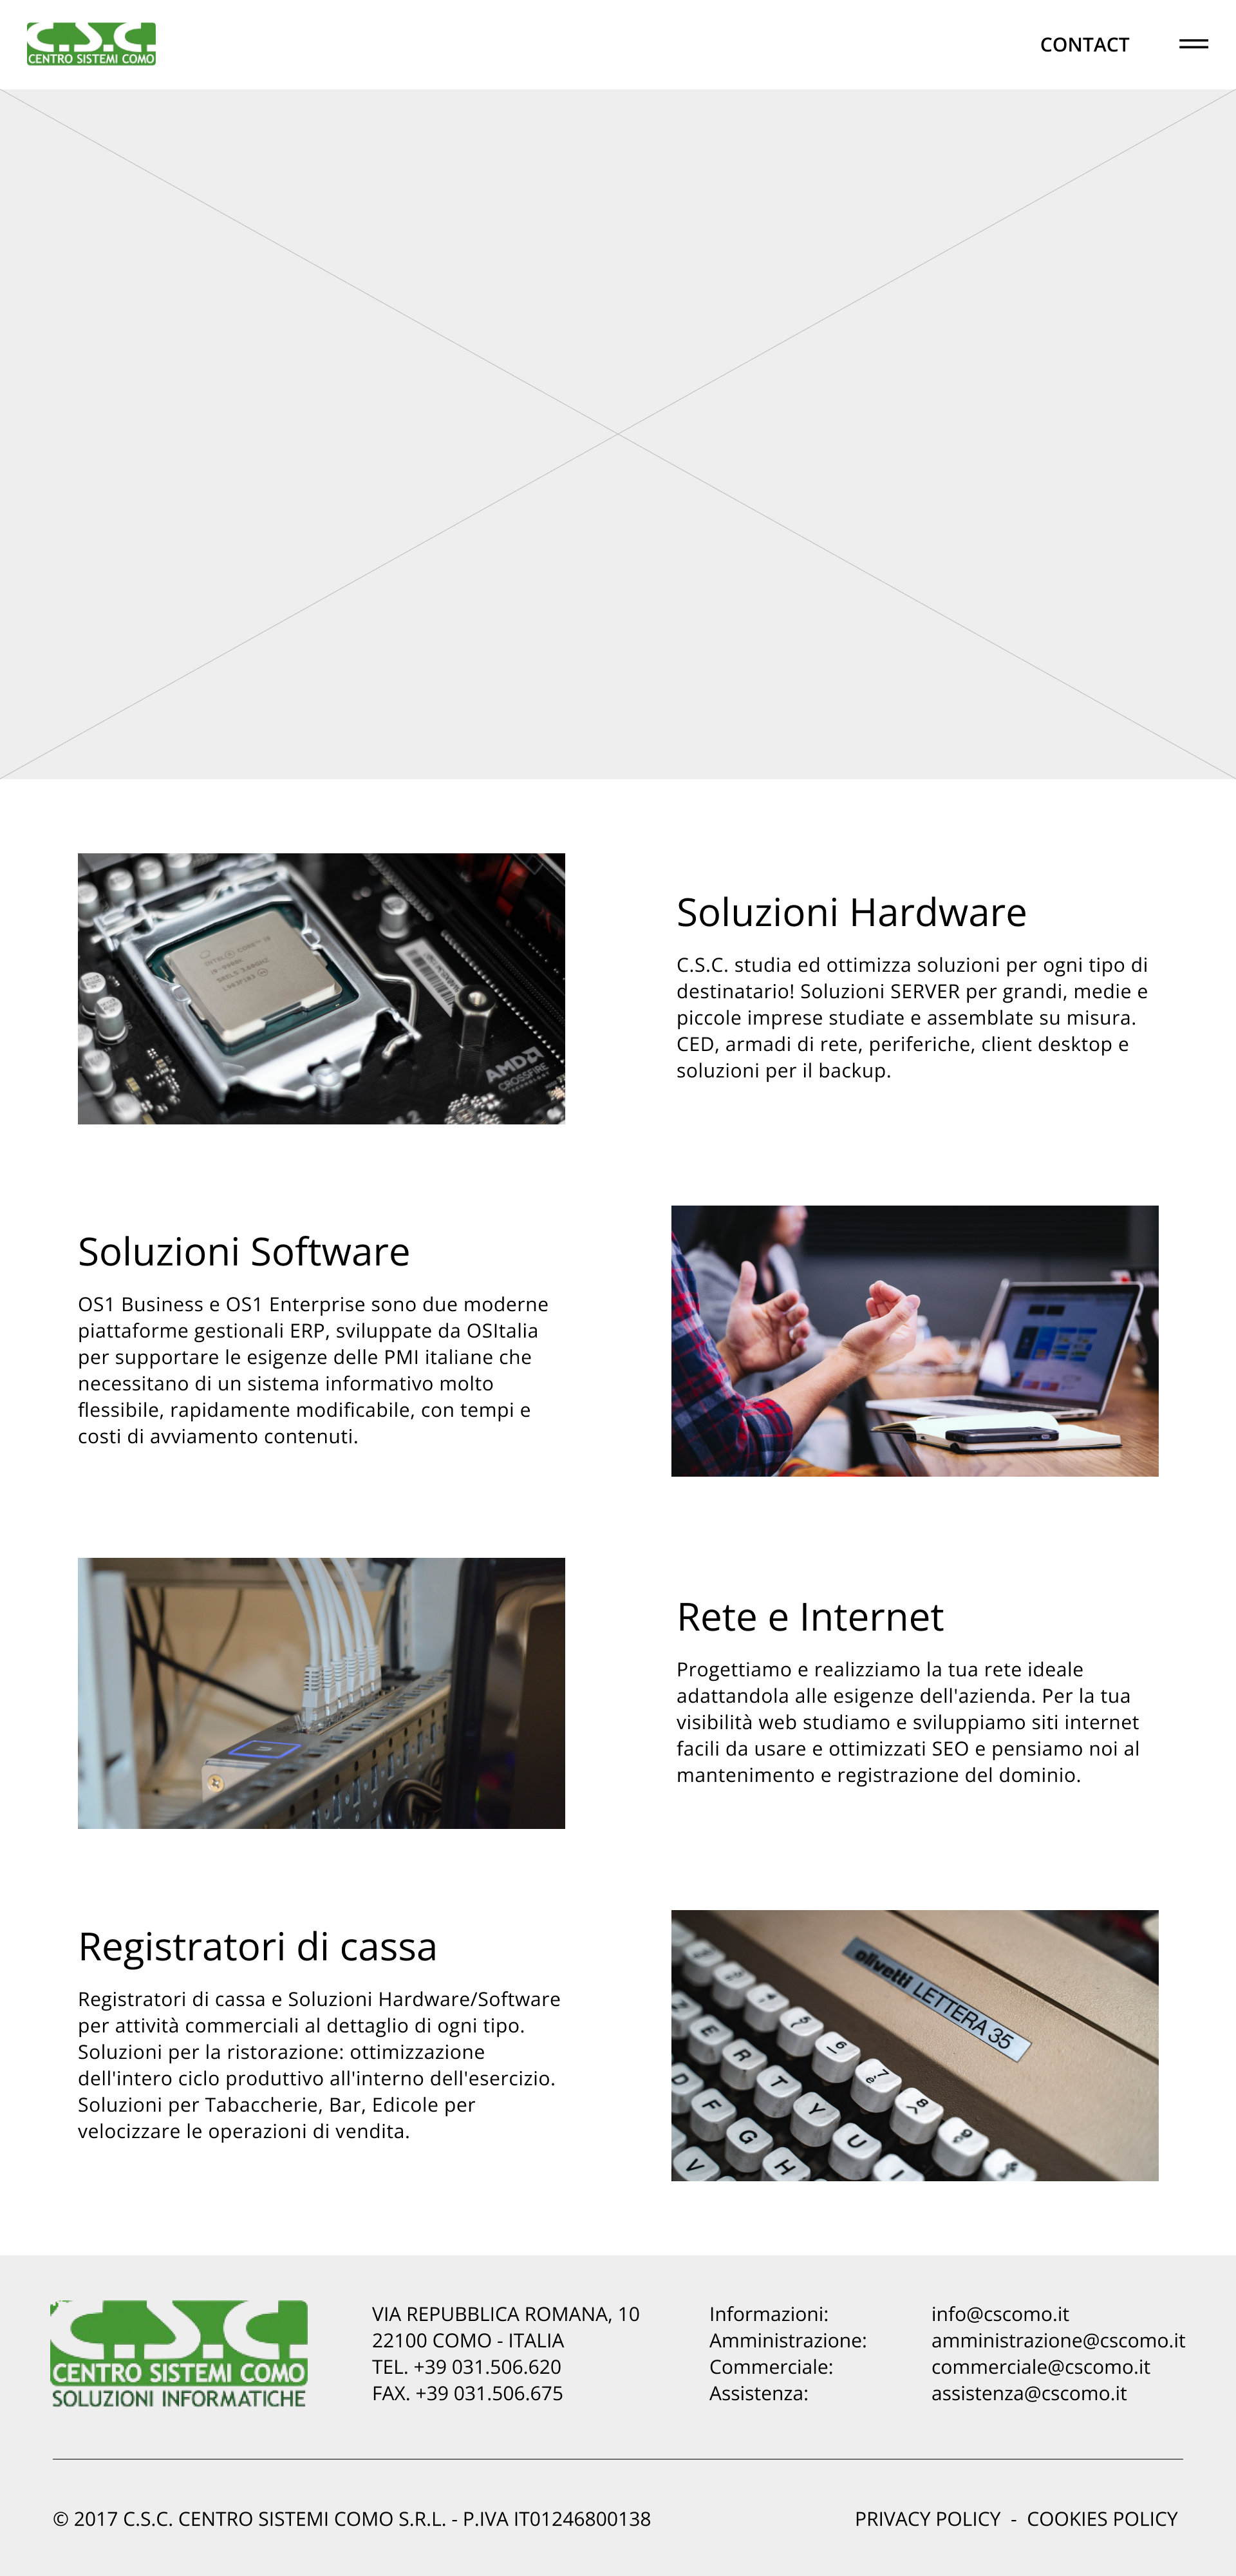 C.S.C.
CENTRO SISTEMI COMO
CONTACT
Soluzioni Hardware
C.S.C. studia ed ottimizza soluzioni per ogni tipo di
destinatario! Soluzioni SERVER per grandi, medie e
piccole imprese studiate e assemblate su misura.
CED, armadi di rete, periferiche, client desktop e
soluzioni per il backup.
AMD
CROSSFIRE
TECHNOLOGY
Soluzioni Software
OS1 Business e OS1 Enterprise sono due moderne
piattaforme gestionali ERP, sviluppate da OSItalia
per supportare le esigenze delle PMI italiane che
necessitano di un sistema informativo molto
flessibile, rapidamente modificabile, con tempi e
costi di avviamento contenuti.
Rete e Internet
Progettiamo e realizziamo la tua rete ideale
adattandola alle esigenze dell'azienda. Per la tua
visibilità web studiamo e sviluppiamo siti internet
facili da usare e ottimizzati SEO e pensiamo noi al
mantenimento e registrazione del dominio.
Registratori di cassa
Registratori di cassa e Soluzioni Hardware/Software
per attività commerciali al dettaglio di ogni tipo.
Soluzioni per la ristorazione: ottimizzazione
dell'intero ciclo produttivo all'interno dell'esercizio.
Soluzioni per Tabaccherie, Bar, Edicole per
velocizzare le operazioni di vendita.
olivetti LETTERA 35
E R T Y U I
D F G H
V
C.S.C.
CENTRO SISTEMI COMO
SOLUZIONI INFORMATICHE
VIA REPUBBLICA ROMANA, 10
22100 COMO - ITALIA
TEL. +39 031.506.620
FAX. +39 031.506.675
Informazioni: info@cscomo.it
Amministrazione: amministrazione@cscomo.it
Commerciale: commerciale@cscomo.it
Assistenza: assistenza@cscomo.it
© 2017 C.S.C. CENTRO SISTEMI COMO S.R.L. - P.IVA IT01246800138
PRIVACY POLICY - COOKIES POLICY